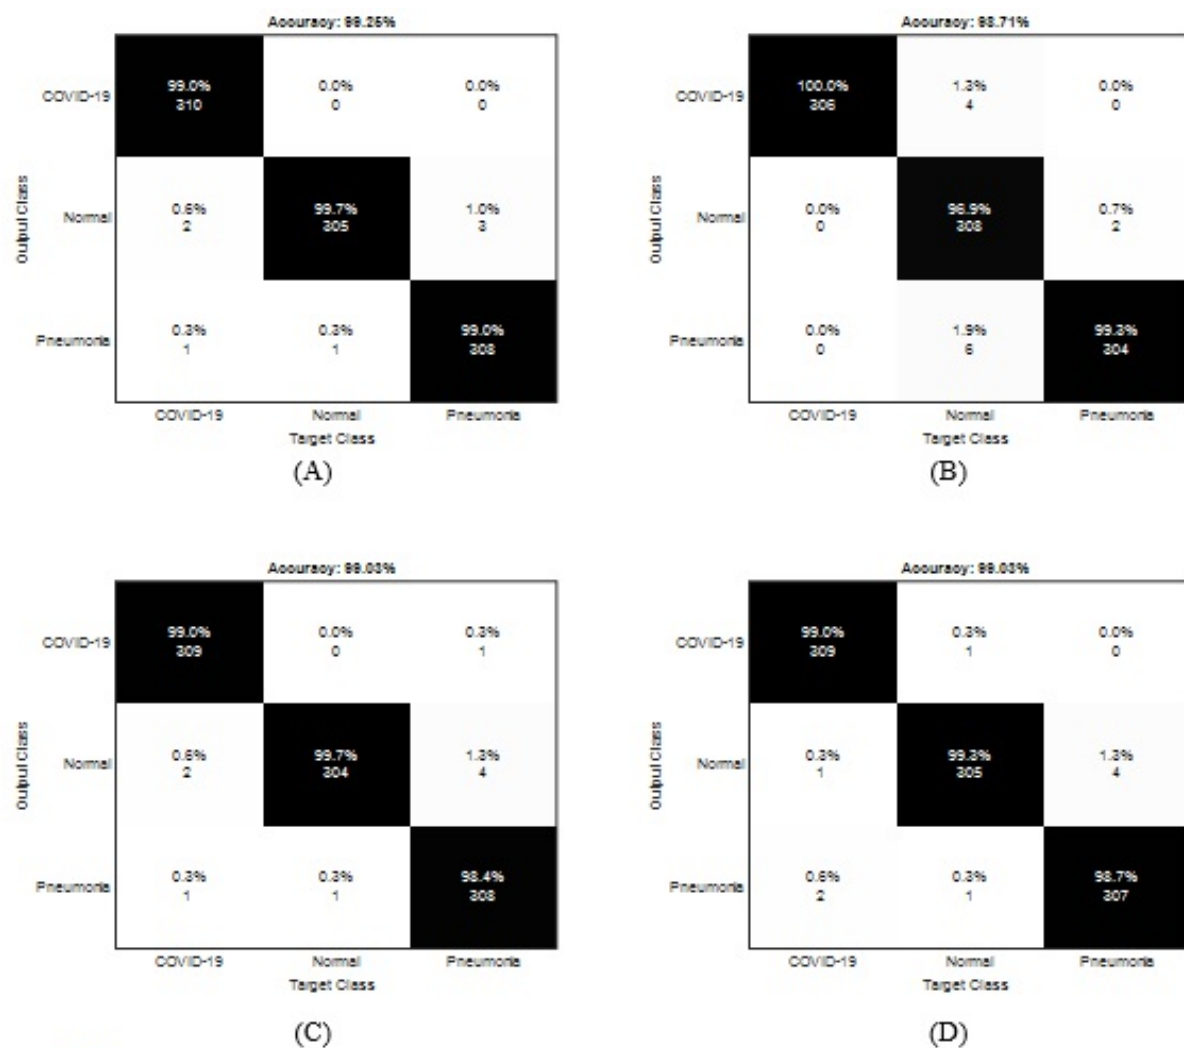 Accuracy: 99.25%
COVID-19
99.0%
310
0.0%
0
0.0%
0
Output Class
Normal
0.6%
2
99.7%
305
1.0%
3
Pneumonia
0.3%
1
0.3%
1
99.0%
308
COVID-19 Normal Pneumonia
Target Class
(A)
Accuracy: 98.71%
COVID-19
100.0%
306
1.3%
4
0.0%
0
Output Class
Normal
0.0%
0
96.9%
308
0.7%
2
Pneumonia
0.0%
0
1.9%
6
99.3%
304
COVID-19 Normal Pneumonia
Target Class
(B)
Accuracy: 99.03%
COVID-19
99.0%
309
0.0%
0
0.3%
1
Output Class
Normal
0.6%
2
99.7%
304
1.3%
4
Pneumonia
0.3%
1
0.3%
1
98.4%
308
COVID-19 Normal Pneumonia
Target Class
(C)
Accuracy: 99.03%
COVID-19
99.0%
309
0.3%
1
0.0%
0
Output Class
Normal
0.3%
1
99.3%
305
1.3%
4
Pneumonia
0.6%
2
0.3%
1
98.7%
307
COVID-19 Normal Pneumonia
Target Class
(D)